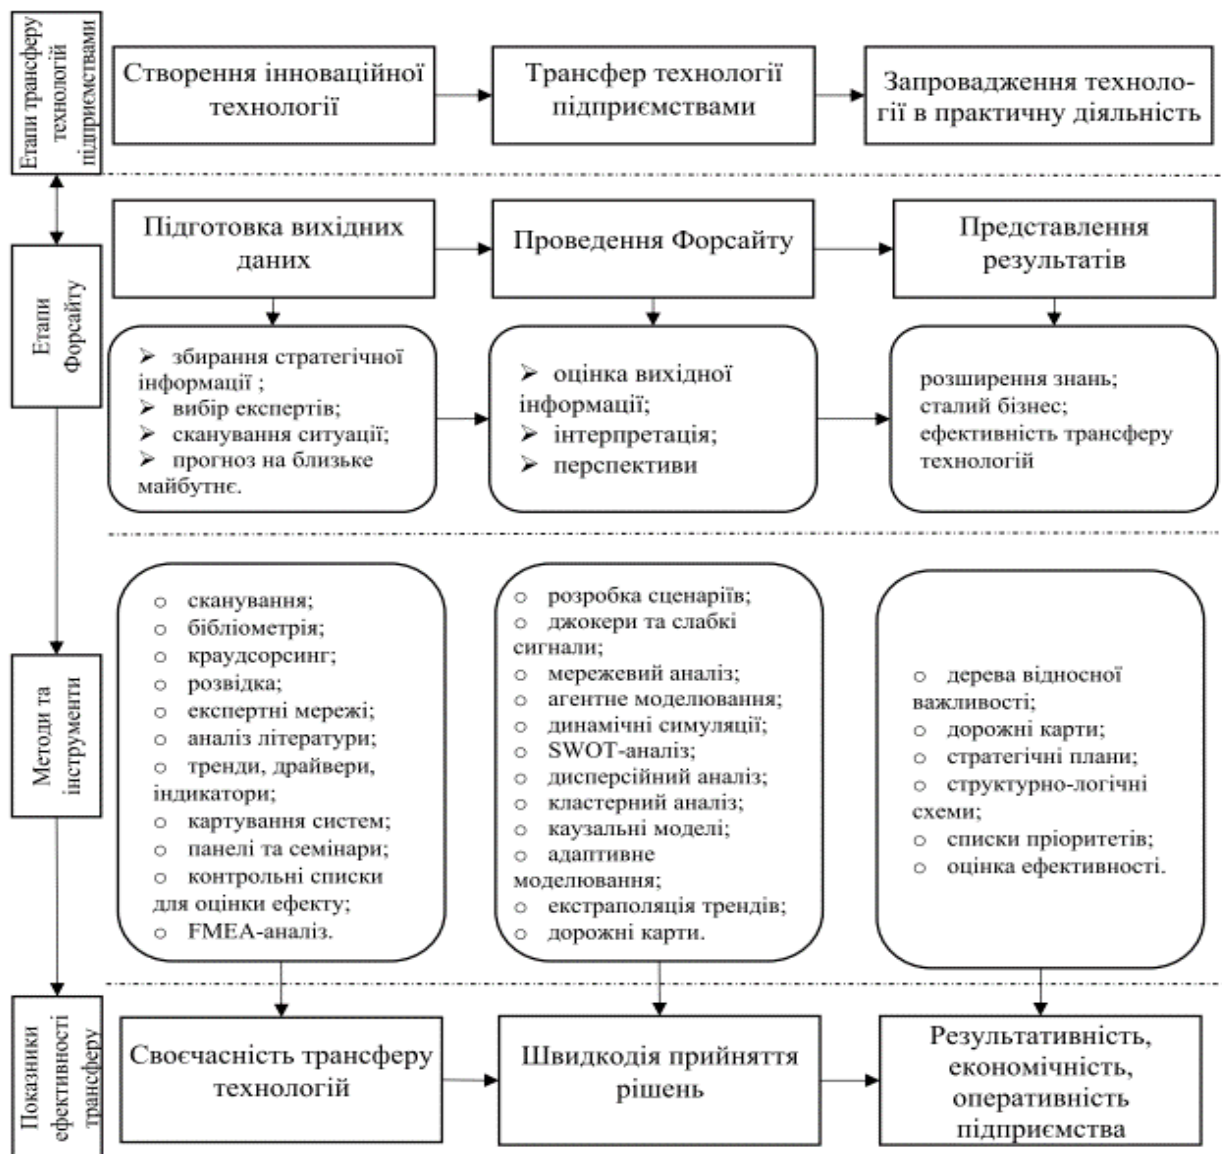 Етапи трансферу
технологій
підприємствами
Створення інноваційної
технології
Трансфер технології
підприємствами
Запровадження техноло-
гії в практичну діяльність
Етапи
Форсайту
Підготовка вихідних
даних
Проведення Форсайту
Представлення
результатів
➢ збирання стратегічної
інформації ;
➢ вибір експертів;
➢ сканування ситуації;
➢ прогноз на близьке
майбутнє.
➢ оцінка вихідної
інформації;
➢ інтерпретація;
➢ перспективи
розширення знань;
сталий бізнес;
ефективність трансферу
технологій
Методи та
інструменти
o сканування;
o бібліометрія;
o краудсорсинг;
o розвідка;
o експертні мережі;
o аналіз літератури;
o тренди, драйвери,
індикатори;
o картування систем;
o панелі та семінари;
o контрольні списки
для оцінки ефекту;
o FMEA-аналіз.
o розробка сценаріїв;
o джокери та слабкі
сигнали;
o мережевий аналіз;
o агентне моделювання;
o динамічні симуляції;
o SWOT-аналіз;
o дисперсійний аналіз;
o кластерний аналіз;
o каузальні моделі;
o адаптивне
моделювання;
o екстраполяція трендів;
o дорожні карти.
o дерева відносної
важливості;
o дорожні карти;
o стратегічні плани;
o структурно-логічні
схеми;
o списки пріоритетів;
o оцінка ефективності.
Показники
ефективності
трансферу
Своєчасність трансферу
технологій
Швидкодія прийняття
рішень
Результативність,
економічність,
оперативність
підприємства